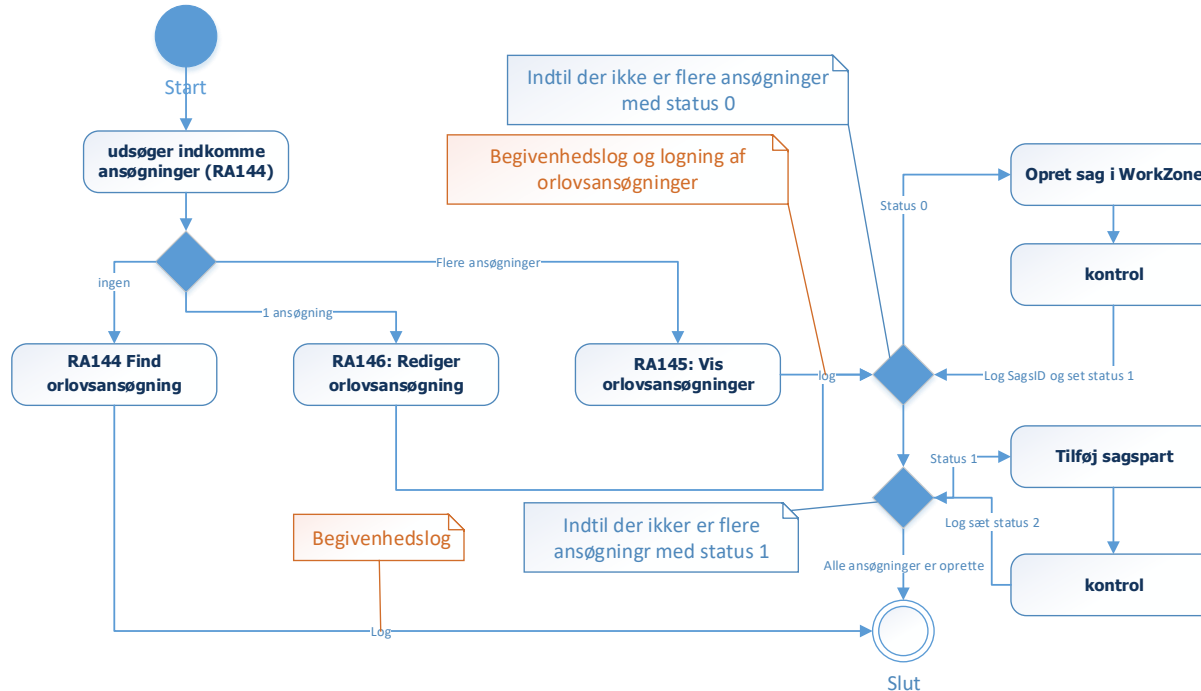 Start
udsøger indkomme
ansøgninger (RA144)
Indtil der ikke er flere ansøgninger
med status 0
Begivenhedslog og logning af
orlovsansøgninger
Opret sag i WorkZone
Status 0
kontrol
ingen
Flere ansøgninger
1 ansøgning
RA144 Find
orlovsansøgning
RA146: Rediger
orlovsansøgning
RA145: Vis
orlovsansøgninger
log
Log SagsID og set status 1
Status 1
Tilføj sagspart
Begivenhedslog
Indtil der ikker er flere
ansøgningr med status 1
Log sæt status 2
Alle ansøgninger er oprette
kontrol
Log
Slut